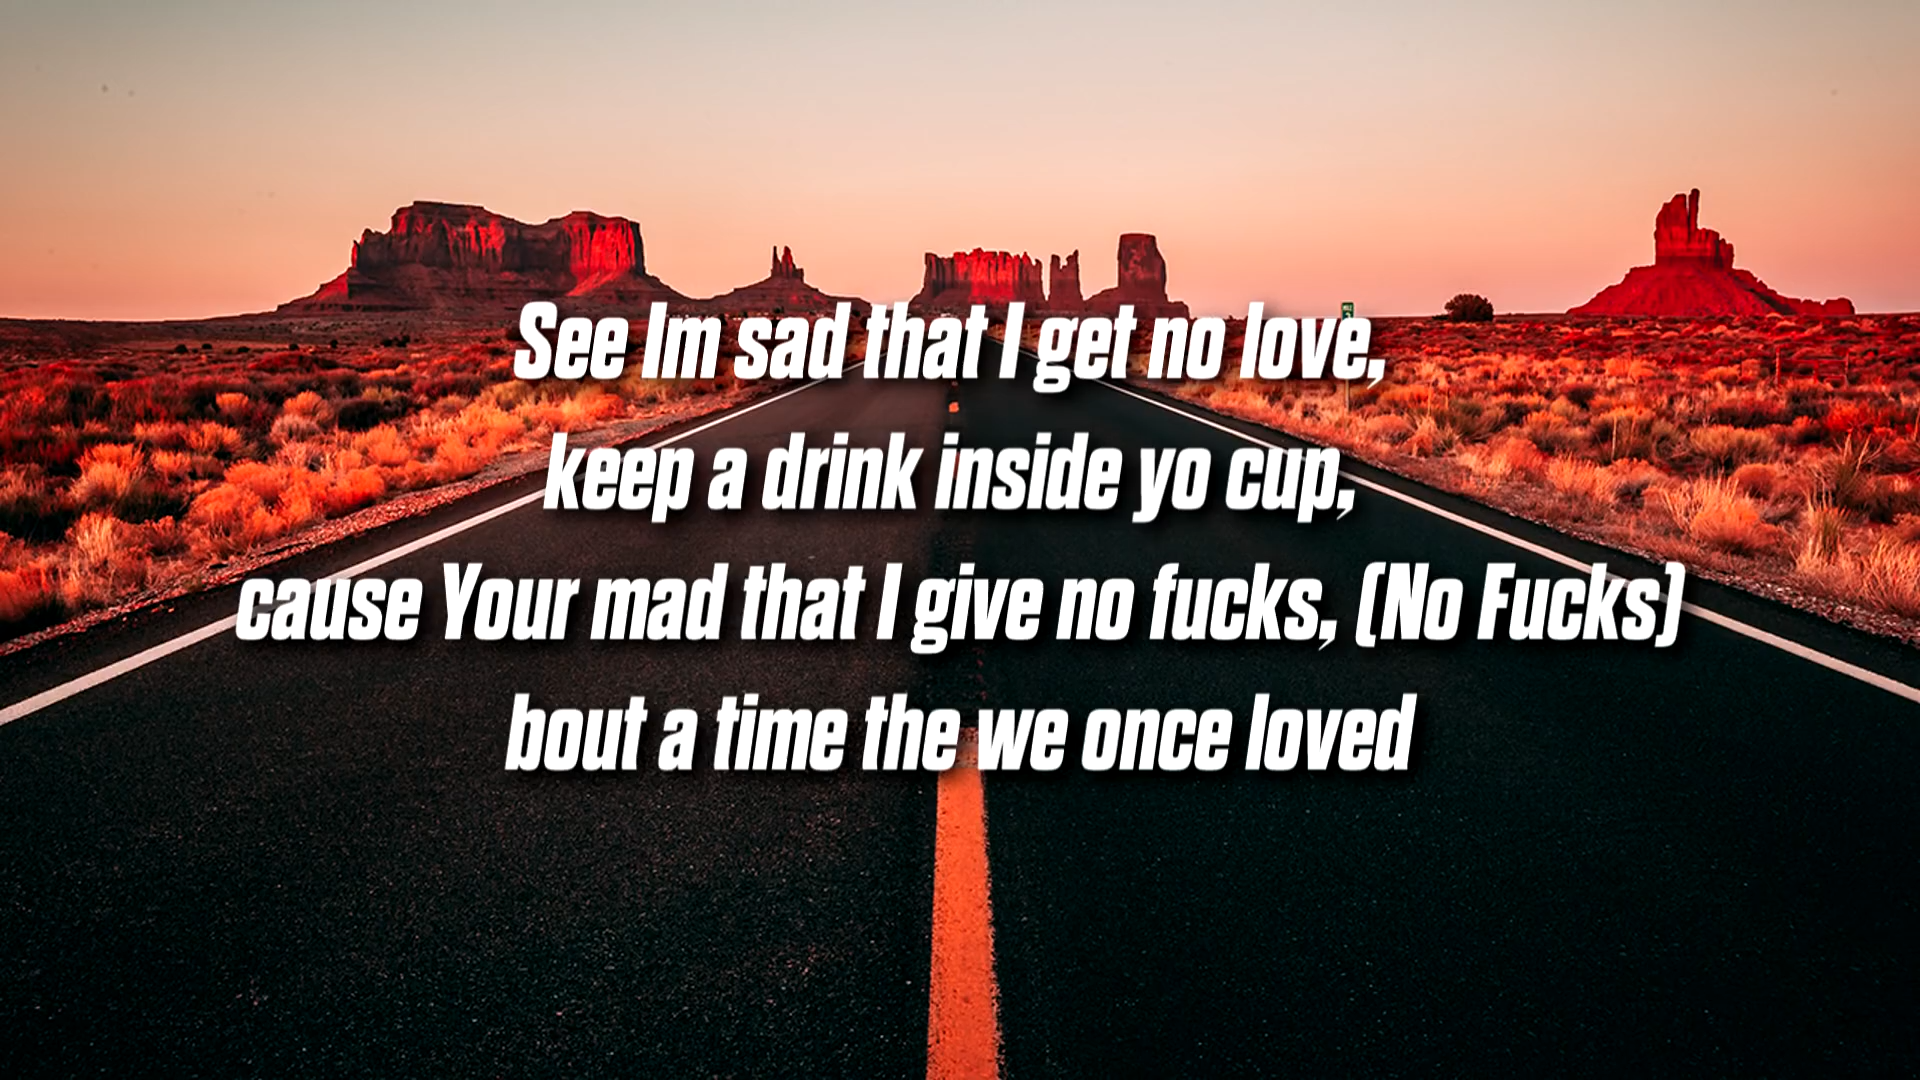 See Im sad that I get no love,
keep a drink inside yo cup,
cause Your mad that I give no fucks, (No Fucks)
bout a time the we once loved